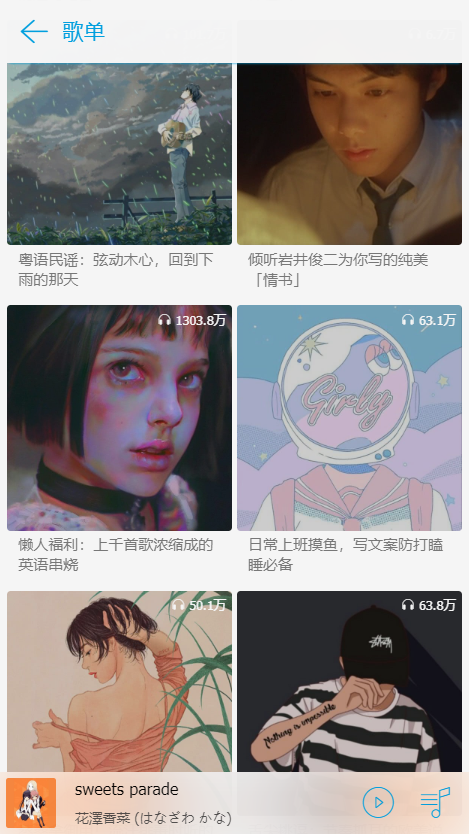 歌单
粤语民谣：弦动木心，回到下
雨的那天
倾听岩井俊二为你写的纯美
「情书」
1303.8万
63.1万
Girly
懒人福利：上千首歌浓缩成的
英语串烧
日常上班摸鱼，写文案防打瞌
睡必备
50.1万
63.8万
Nothing is impossible
sweets parade
花澤香菜 (はなざわ かな)